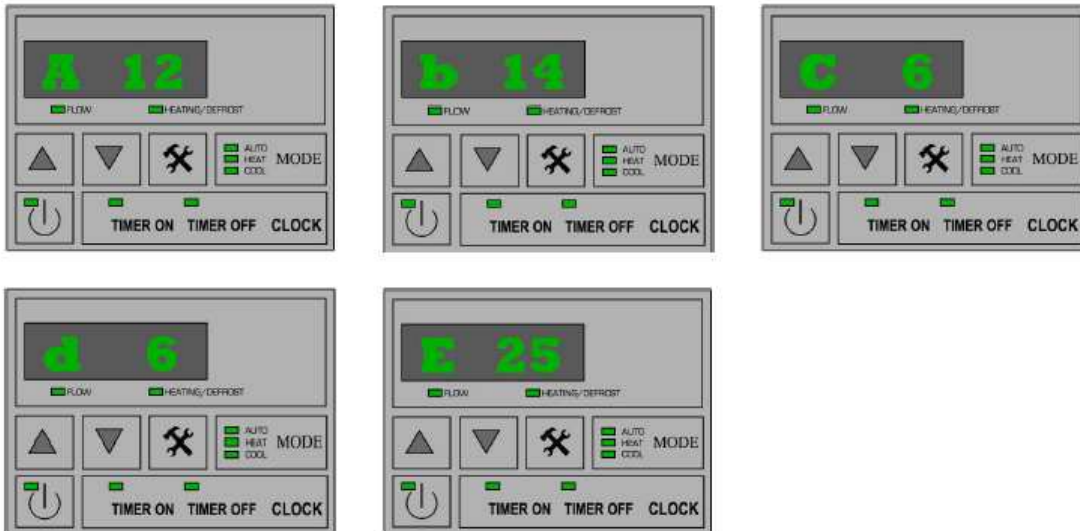 A 12
FLOW HEATING/DEFROST
AUTO
HEAT MODE
COOL
TIMER ON TIMER OFF CLOCK
b 14
FLOW HEATING/DEFROST
AUTO
HEAT MODE
COOL
TIMER ON TIMER OFF CLOCK
C 6
FLOW HEATING/DEFROST
AUTO
HEAT MODE
COOL
TIMER ON TIMER OFF CLOCK
d 6
FLOW HEATING/DEFROST
AUTO
HEAT MODE
COOL
TIMER ON TIMER OFF CLOCK
E 25
FLOW HEATING/DEFROST
AUTO
HEAT MODE
COOL
TIMER ON TIMER OFF CLOCK